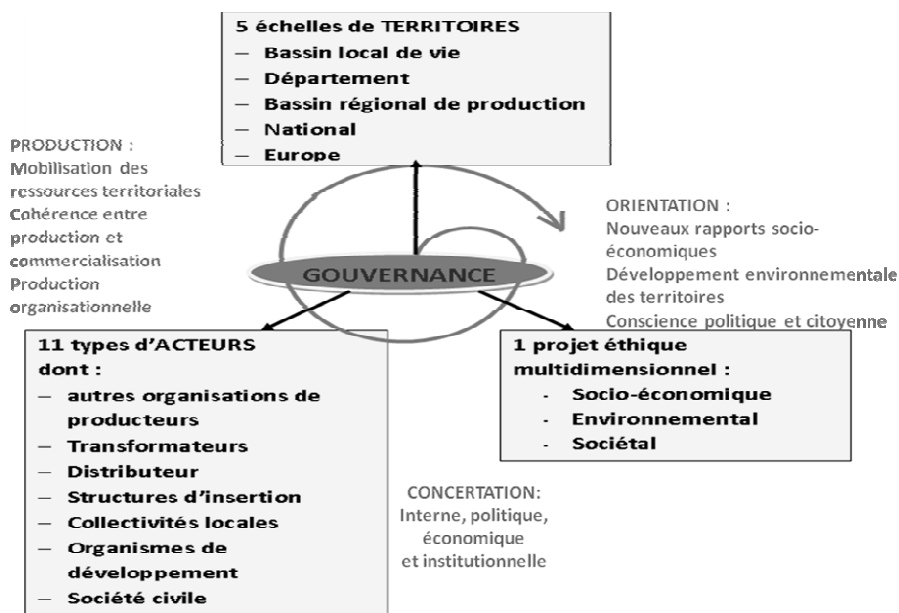 5 échelles de TERRITOIRES
– Bassin local de vie
– Département
– Bassin régional de production
– National
– Europe
PRODUCTION :
Mobilisation des
ressources territoriales
Cohérence entre
production et
commercialisation
Production
organisationnelle
ORIENTATION :
Nouveaux rapports socio-
économiques
Développement environnementale
des territoires
Conscience politique et citoyenne
GOUVERNANCE
11 types d’ACTEURS
dont :
– autres organisations de
producteurs
– Transformateurs
– Distributeur
– Structures d’insertion
– Collectivités locales
– Organismes de
développement
– Société civile
1 projet éthique
multidimensionnel :
- Socio-économique
- Environnemental
- Sociétal
CONCERTATION:
Interne, politique,
économique
et institutionnelle